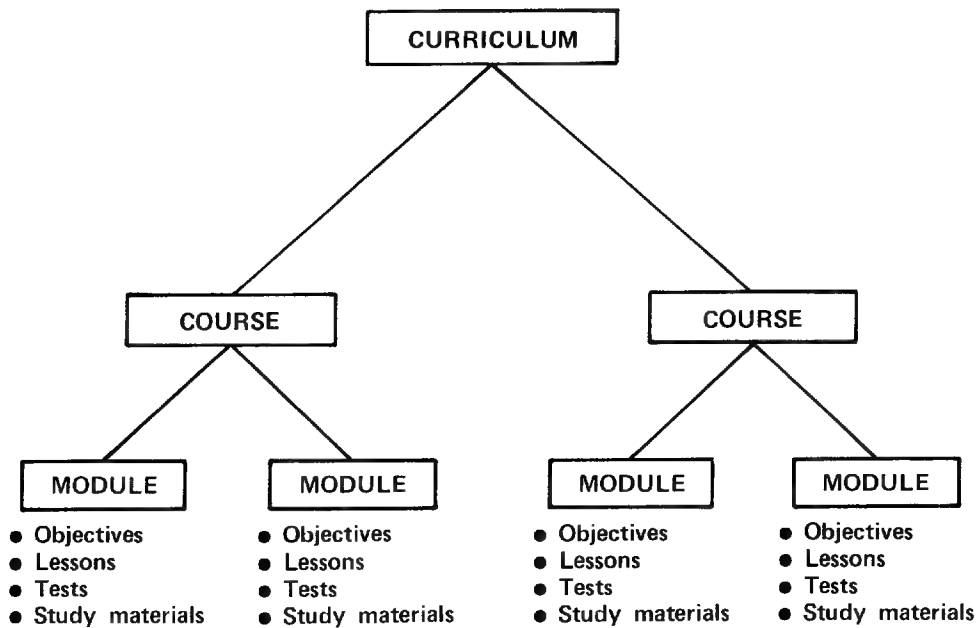 CURRICULUM
COURSE
COURSE
MODULE
MODULE
MODULE
MODULE
● Objectives
● Lessons
● Tests
● Study materials
● Objectives
● Lessons
● Tests
● Study materials
● Objectives
● Lessons
● Tests
● Study materials
● Objectives
● Lessons
● Tests
● Study materials